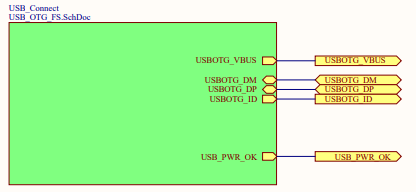 USB_Connect
USB_OTG_FS.SchDoc
USBOTG_VBUS USBOTG_VBUS
USBOTG_DM USBOTG_DM
USBOTG_DP USBOTG_DP
USBOTG_ID USBOTG_ID
USB_PWR_OK USB_PWR_OK